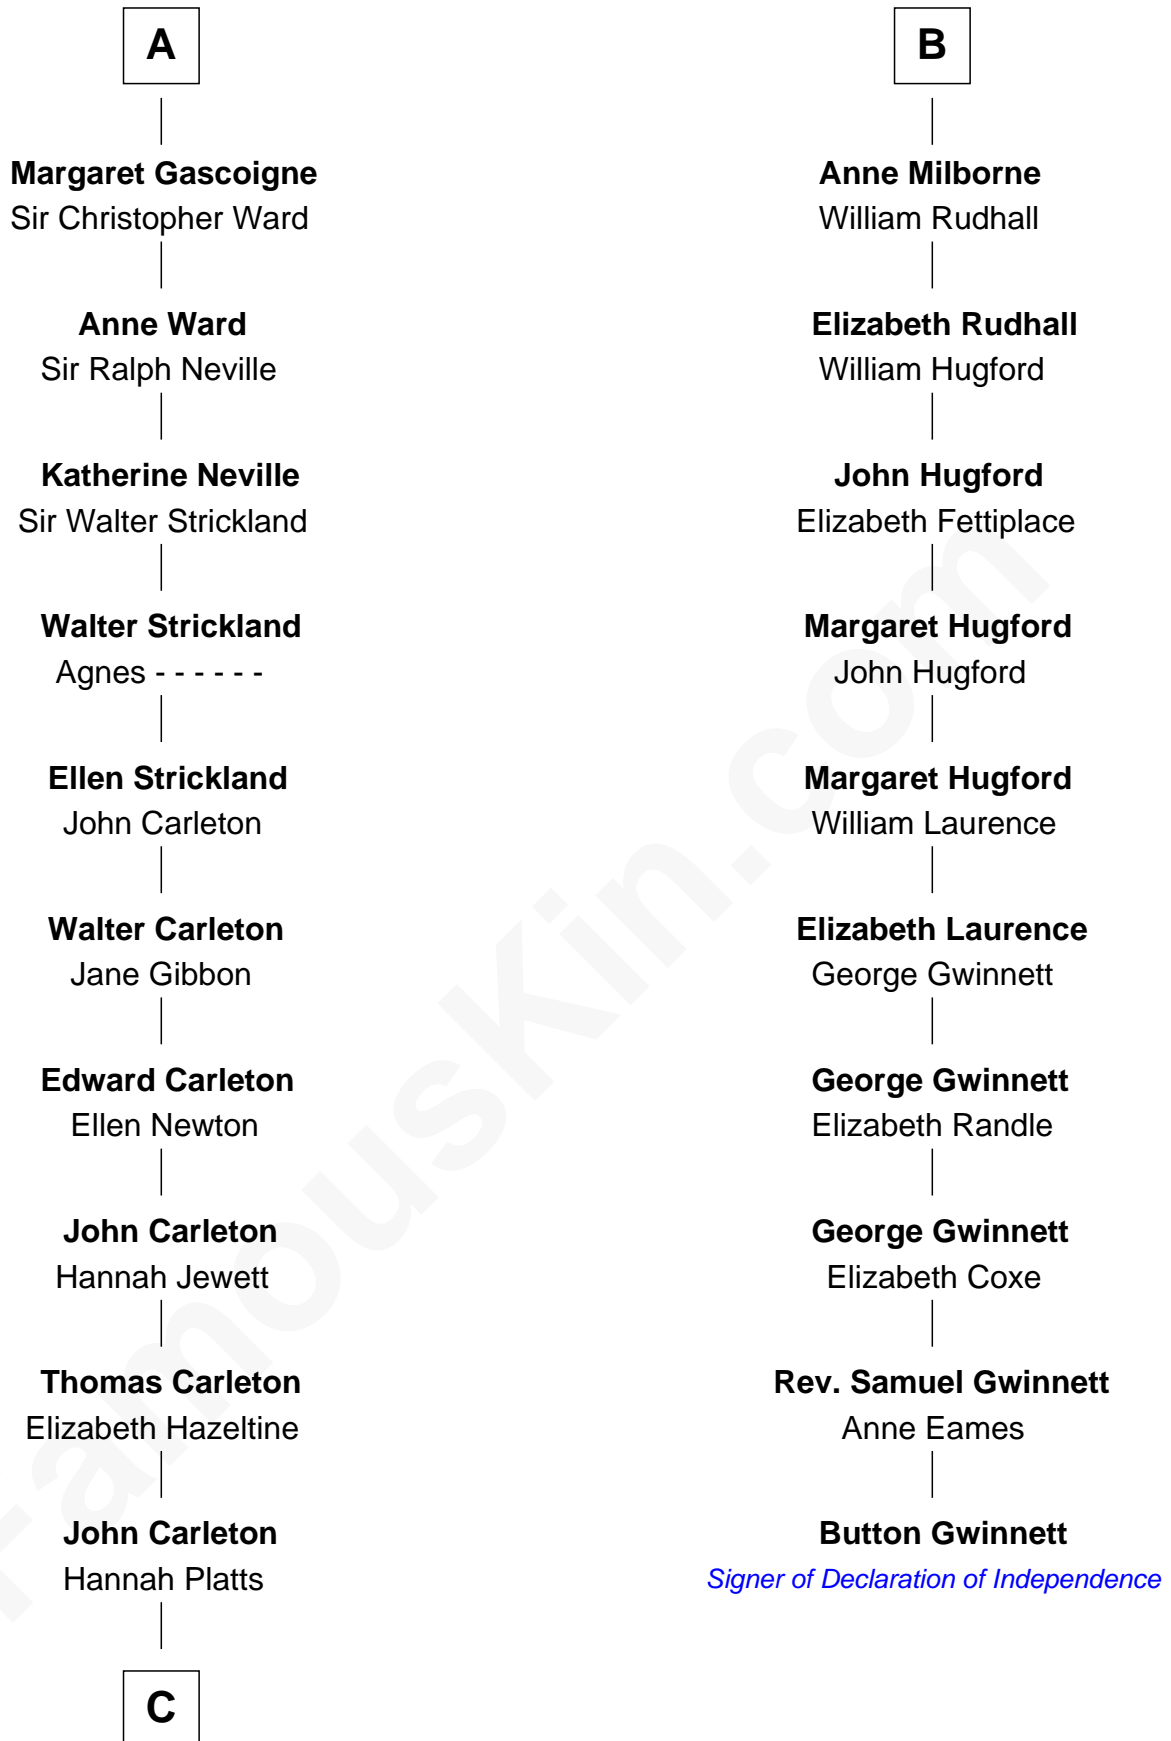 A
Margaret Gascoigne
Sir Christopher Ward
Anne Ward
Sir Ralph Neville
Katherine Neville
Sir Walter Strickland
Walter Strickland
Agnes - - - - - -
Ellen Strickland
John Carleton
Walter Carleton
Jane Gibbon
Edward Carleton
Ellen Newton
John Carleton
Hannah Jewett
Thomas Carleton
Elizabeth Hazeltine
John Carleton
Hannah Platts
C
B
Anne Milborne
William Rudhall
Elizabeth Rudhall
William Hugford
John Hugford
Elizabeth Fettiplace
Margaret Hugford
John Hugford
Margaret Hugford
William Laurence
Elizabeth Laurence
George Gwinnett
George Gwinnett
Elizabeth Randle
George Gwinnett
Elizabeth Coxe
Rev. Samuel Gwinnett
Anne Eames
Button Gwinnett
Signer of Declaration of Independence
FamousKin.com